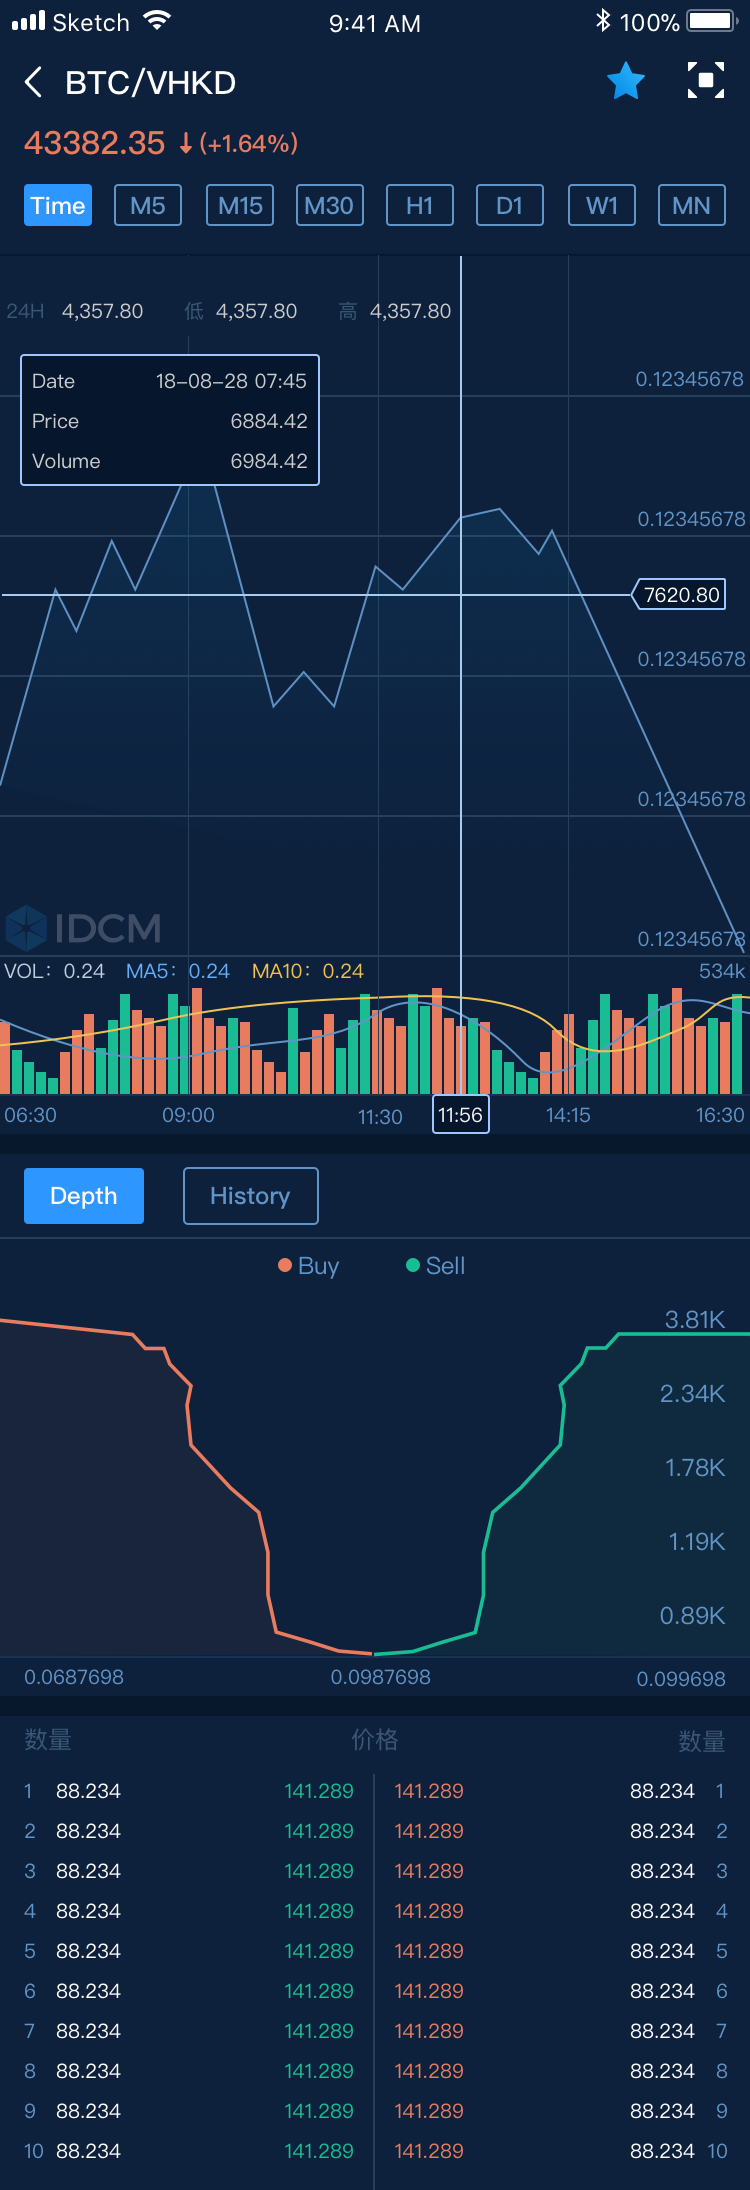 Sketch 9:41 AM 100%
BTC/VHKD
43382.35 ↓(+1.64%)
Time M5 M15 M30 H1 D1 W1 MN
24H 4,357.80 低 4,357.80 高 4,357.80
Date 18-08-28 07:45
Price 6884.42
Volume 6984.42
0.12345678
0.12345678
7620.80
0.12345678
0.12345678
0.12345678
IDCM
VOL: 0.24 MA5: 0.24 MA10: 0.24 534k
06:30 09:00 11:30 11:56 14:15 16:30
Depth History
Buy Sell
3.81K
2.34K
1.78K
1.19K
0.89K
0.0687698 0.0987698 0.099698
数量 价格 数量
1 88.234 141.289 141.289 88.234 1
2 88.234 141.289 141.289 88.234 2
3 88.234 141.289 141.289 88.234 3
4 88.234 141.289 141.289 88.234 4
5 88.234 141.289 141.289 88.234 5
6 88.234 141.289 141.289 88.234 6
7 88.234 141.289 141.289 88.234 7
8 88.234 141.289 141.289 88.234 8
9 88.234 141.289 141.289 88.234 9
10 88.234 141.289 141.289 88.234 10